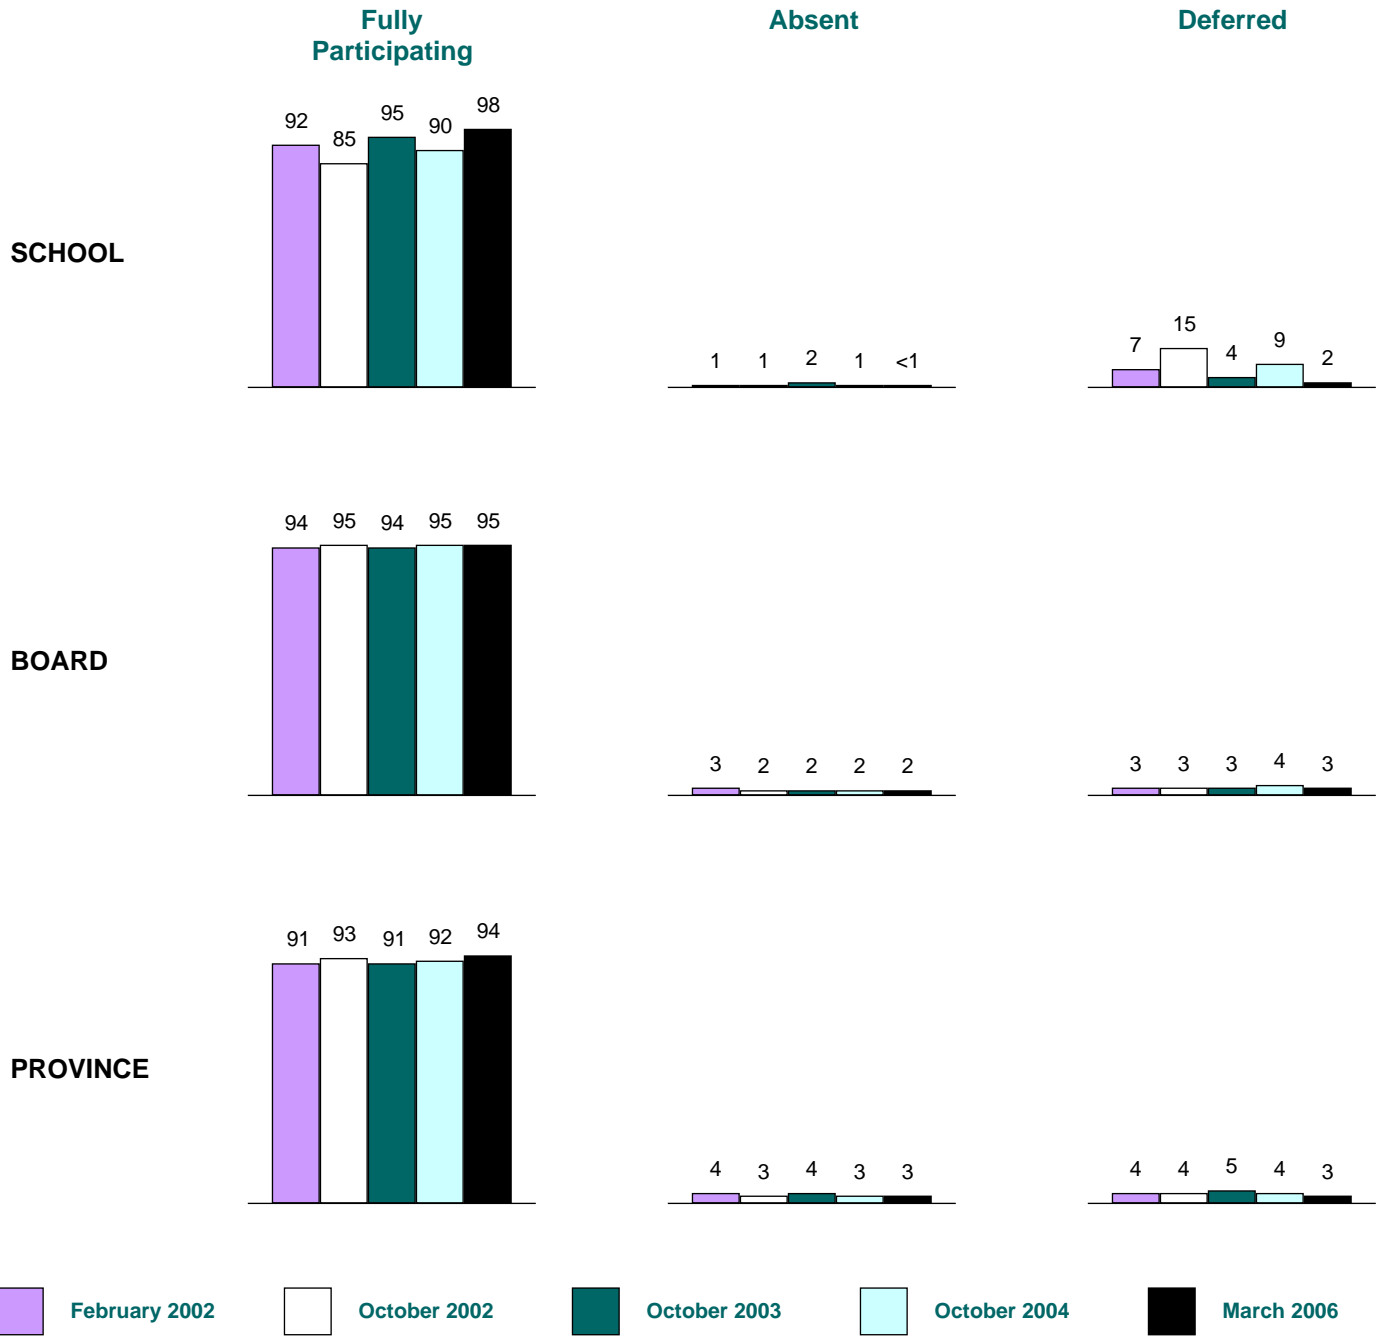 Fully
Participating
Absent
Deferred
SCHOOL
92 85 95 90 98
1 1 2 1 <1
7 15 4 9 2
BOARD
94 95 94 95 95
3 2 2 2 2
3 3 3 4 3
PROVINCE
91 93 91 92 94
4 3 4 3 3
4 4 5 4 3
February 2002
October 2002
October 2003
October 2004
March 2006